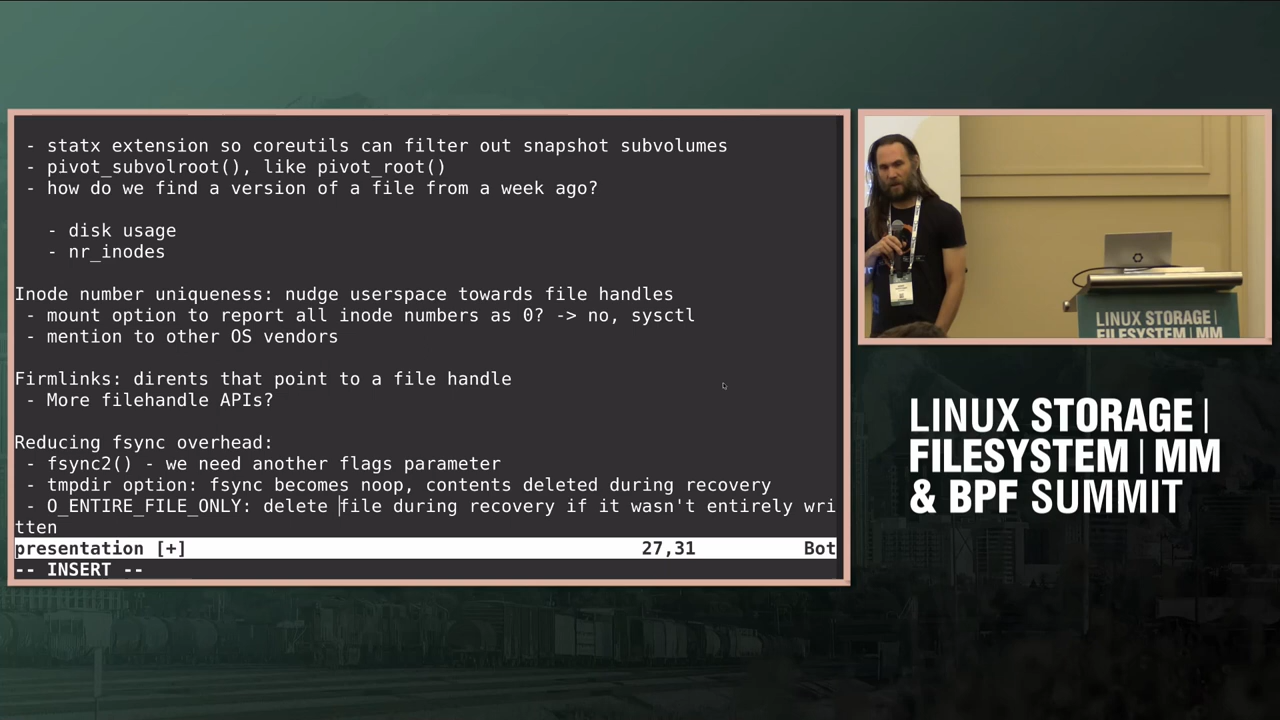 - statx extension so coreutils can filter out snapshot subvolumes
- pivot_subvolroot(), like pivot_root()
- how do we find a version of a file from a week ago?
- disk usage
- nr_inodes
Inode number uniqueness: nudge userspace towards file handles
- mount option to report all inode numbers as 0? -> no, sysctl
- mention to other OS vendors
Firmlinks: dirents that point to a file handle
- More filehandle APIs?
Reducing fsync overhead:
- fsync2() - we need another flags parameter
- tmpdir option: fsync becomes noop, contents deleted during recovery
- O_ENTIRE_FILE_ONLY: delete file during recovery if it wasn't entirely wri
tten
presentation [+] 27,31 Bot
-- INSERT --
LINUX STORAGE|
FILESYSTEM|MM
LINUX STORAGE|
FILESYSTEM|MM
& BPF SUMMIT